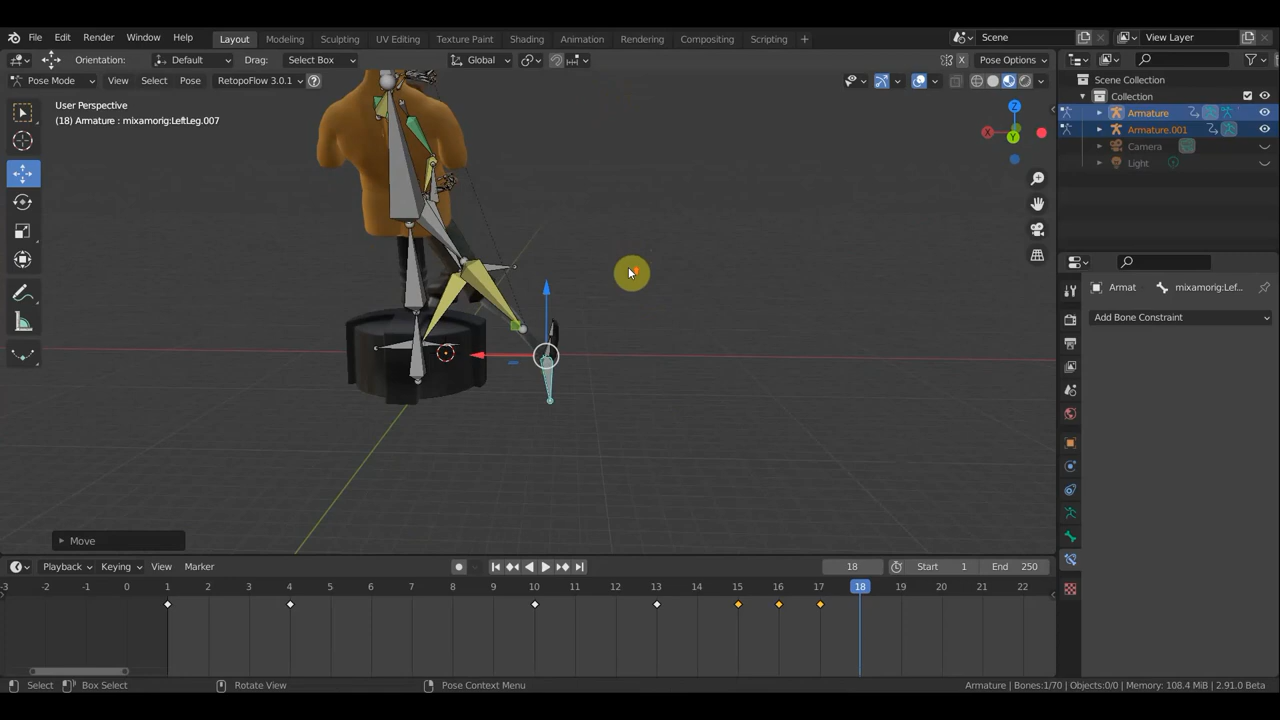 File Edit Render Window Help Layout Modeling Sculpting UV Editing Texture Paint Shading Animation Rendering Compositing Scripting + Scene View Layer
Orientation: Default Drag: Select Box Global X Pose Options
Pose Mode View Select Pose RetopoFlow 3.0.1 ?
User Perspective
(18) Armature : mixamorig:LeftLeg.007
Z
X
Y
Scene Collection
Collection
Armature
Armature.001
Camera
Light
Armat mixamorig:Lef...
Add Bone Constraint
Move
Playback Keying View Marker 18 Start 1 End 250
-3 -2 -1 0 1 2 3 4 5 6 7 8 9 10 11 12 13 14 15 16 17 18 19 20 21 22
Select Box Select Rotate View Pose Context Menu Armature | Bones:1/70 | Objects:0/0 | Memory: 108.4 MiB | 2.91.0 Beta